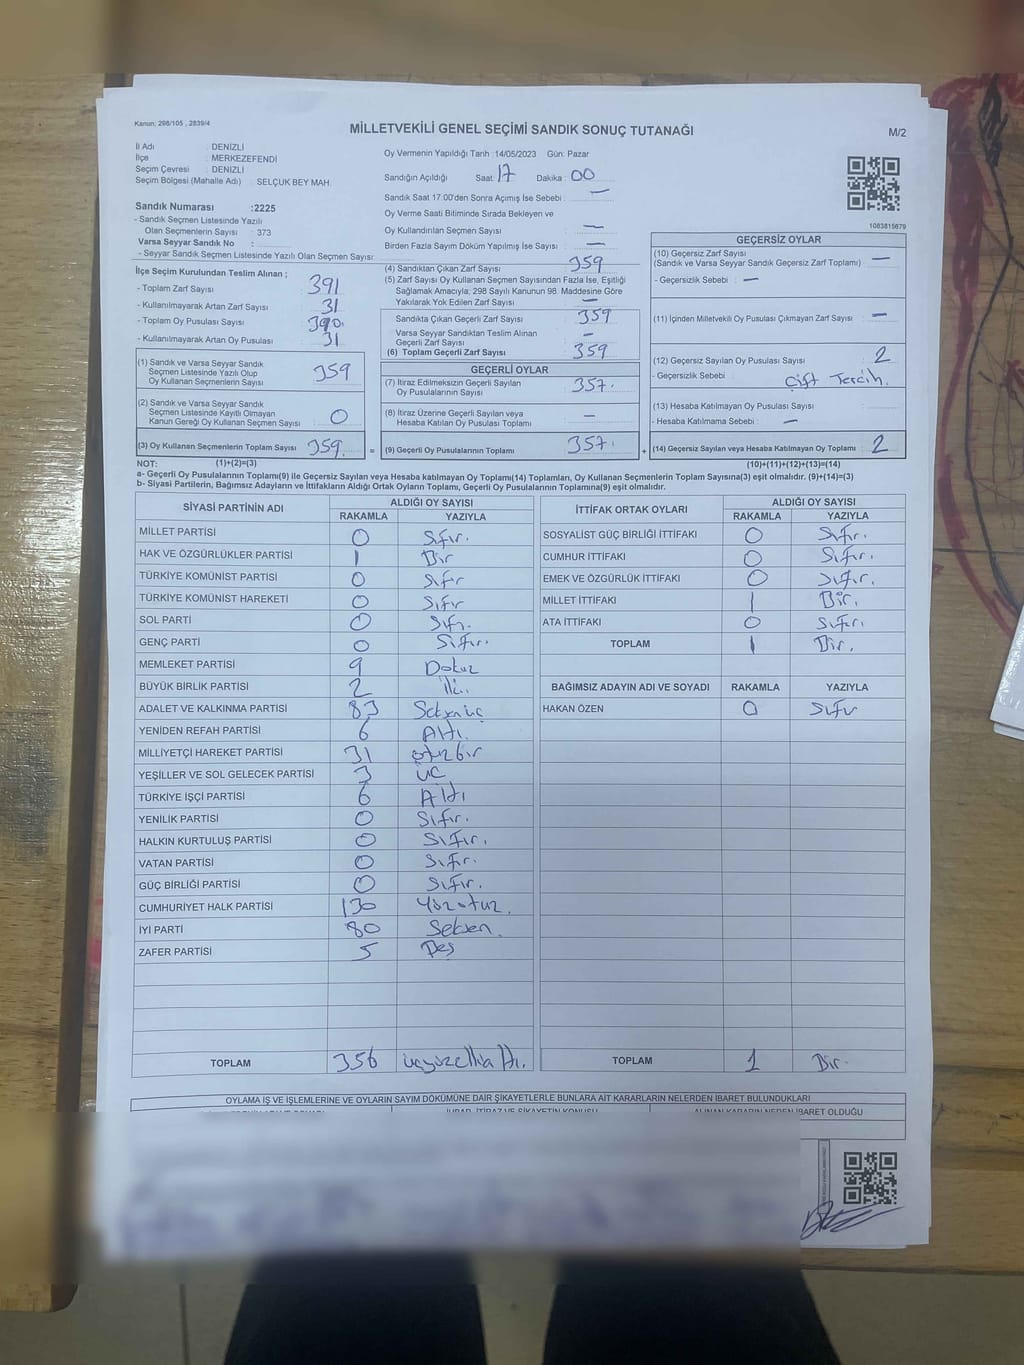 Kanun: 298/105 , 2839/4
MİLLETVEKİLİ GENEL SEÇİMİ SANDIK SONUÇ TUTANAĞI
M/2
İl Adı : DENİZLİ
İlçe : MERKEZEFENDİ
Seçim Çevresi : DENİZLİ
Seçim Bölgesi (Mahalle Adı) : SELÇUK BEY MAH.
Sandık Numarası :2225
- Sandık Seçmen Listesinde Yazılı
Olan Seçmenlerin Sayısı : 373
Varsa Seyyar Sandık No :
- Seyyar Sandık Seçmen Listesinde Yazılı Olan Seçmen Sayısı:
Oy Vermenin Yapıldığı Tarih :14/05/2023 Gün: Pazar
Sandığın Açıldığı Saat: 17 Dakika : 00
Sandık Saat 17.00'den Sonra Açımış İse Sebebi : —
Oy Verme Saati Bitiminde Sırada Bekleyen ve
Oy Kullandırılan Seçmen Sayısı : —
Birden Fazla Sayım Döküm Yapılmış İse Sayısı : —
1083815679
İlçe Seçim Kurulundan Teslim Alınan ;
- Toplam Zarf Sayısı 391
- Kullanılmayarak Artan Zarf Sayısı 31
- Toplam Oy Pusulası Sayısı 390.
- Kullanılmayarak Artan Oy Pusulası 31
(1) Sandık ve Varsa Seyyar Sandık
Seçmen Listesinde Yazılı Olup
Oy Kullanan Seçmenlerin Sayısı 359
(2) Sandık ve Varsa Seyyar Sandık
Seçmen Listesinde Kayıtlı Olmayan
Kanun Gereği Oy Kullanan Seçmen Sayısı 0
(3) Oy Kullanan Seçmenlerin Toplam Sayısı 359.
(4) Sandıktan Çıkan Zarf Sayısı 359
(5) Zarf Sayısı Oy Kullanan Seçmen Sayısından Fazla İse, Eşitliği
Sağlamak Amacıyla; 298 Sayılı Kanunun 98. Maddesine Göre
Yakılarak Yok Edilen Zarf Sayısı —
Sandıkta Çıkan Geçerli Zarf Sayısı 359
Varsa Seyyar Sandıktan Teslim Alınan
Geçerli Zarf Sayısı —
(6) Toplam Geçerli Zarf Sayısı 359
GEÇERLİ OYLAR
(7) İtiraz Edilmeksizin Geçerli Sayılan
Oy Pusulalarının Sayısı 357.
(8) İtiraz Üzerine Geçerli Sayılan veya
Hesaba Katılan Oy Pusulası Toplamı —
= (9) Geçerli Oy Pusulalarının Toplamı 357.
GEÇERSİZ OYLAR
(10) Geçersiz Zarf Sayısı
(Sandık ve Varsa Seyyar Sandık Geçersiz Zarf Toplamı) —
- Geçersizlik Sebebi : —
(11) İçinden Milletvekili Oy Pusulası Çıkmayan Zarf Sayısı —
(12) Geçersiz Sayılan Oy Pusulası Sayısı 2
- Geçersizlik Sebebi : Çift Tercih.
(13) Hesaba Katılmayan Oy Pusulası Sayısı
- Hesaba Katılmama Sebebi : —
+ (14) Geçersiz Sayılan veya Hesaba Katılmayan Oy Toplamı 2
NOT: (1)+(2)=(3)
(10)+(11)+(12)+(13)=(14)
a- Geçerli Oy Pusulalarının Toplamı(9) ile Geçersiz Sayılan veya Hesaba katılmayan Oy Toplamı(14) Toplamları, Oy Kullanan Seçmenlerin Toplam Sayısına(3) eşit olmalıdır. (9)+(14)=(3)
b- Siyasi Partilerin, Bağımsız Adayların ve İttifakların Aldığı Ortak Oyların Toplamı, Geçerli Oy Pusulalarının Toplamına(9) eşit olmalıdır.
SİYASİ PARTİNİN ADI ALDIĞI OY SAYISI
RAKAMLA YAZIYLA
MİLLET PARTİSİ 0 Sıfır.
HAK VE ÖZGÜRLÜKLER PARTİSİ 1 Bir
TÜRKİYE KOMÜNİST PARTİSİ 0 Sıfır
TÜRKİYE KOMÜNİST HAREKETİ 0 Sıfır
SOL PARTİ 0 Sıfır.
GENÇ PARTİ 0 Sıfır.
MEMLEKET PARTİSİ 9 Dokuz
BÜYÜK BİRLİK PARTİSİ 2 İki.
ADALET VE KALKINMA PARTİSİ 83 Seksenüç
YENİDEN REFAH PARTİSİ 6 Altı.
MİLLİYETÇİ HAREKET PARTİSİ 31 otuzbir
YEŞİLLER VE SOL GELECEK PARTİSİ 3 üç
TÜRKİYE İŞÇİ PARTİSİ 6 Altı
YENİLİK PARTİSİ 0 Sıfır.
HALKIN KURTULUŞ PARTİSİ 0 Sıfır.
VATAN PARTİSİ 0 Sıfır.
GÜÇ BİRLİĞİ PARTİSİ 0 Sıfır.
CUMHURİYET HALK PARTİSİ 130 Yüzotuz.
İYİ PARTİ 80 Seksen.
ZAFER PARTİSİ 5 Beş
TOPLAM 356 üçyüzelliALtı.
İTTİFAK ORTAK OYLARI ALDIĞI OY SAYISI
RAKAMLA YAZIYLA
SOSYALİST GÜÇ BİRLİĞİ İTTİFAKI 0 Sıfır.
CUMHUR İTTİFAKI 0 Sıfır.
EMEK VE ÖZGÜRLÜK İTTİFAKI 0 Sıfır.
MİLLET İTTİFAKI 1 Bir.
ATA İTTİFAKI 0 Sıfır.
TOPLAM 1 Bir.
BAĞIMSIZ ADAYIN ADI VE SOYADI RAKAMLA YAZIYLA
HAKAN ÖZEN 0 Sıfır
TOPLAM 1 Bir.
OYLAMA İŞ VE İŞLEMLERİNE VE OYLARIN SAYIM DÖKÜMÜNE DAİR ŞİKAYETLERLE BUNLARA AİT KARARLARIN NELERDEN İBARET BULUNDUKLARI
İHBAR, İTİRAZ VE ŞİKAYETİN KONUSU ALINAN KARARIN NEDEN İBARET OLDUĞU